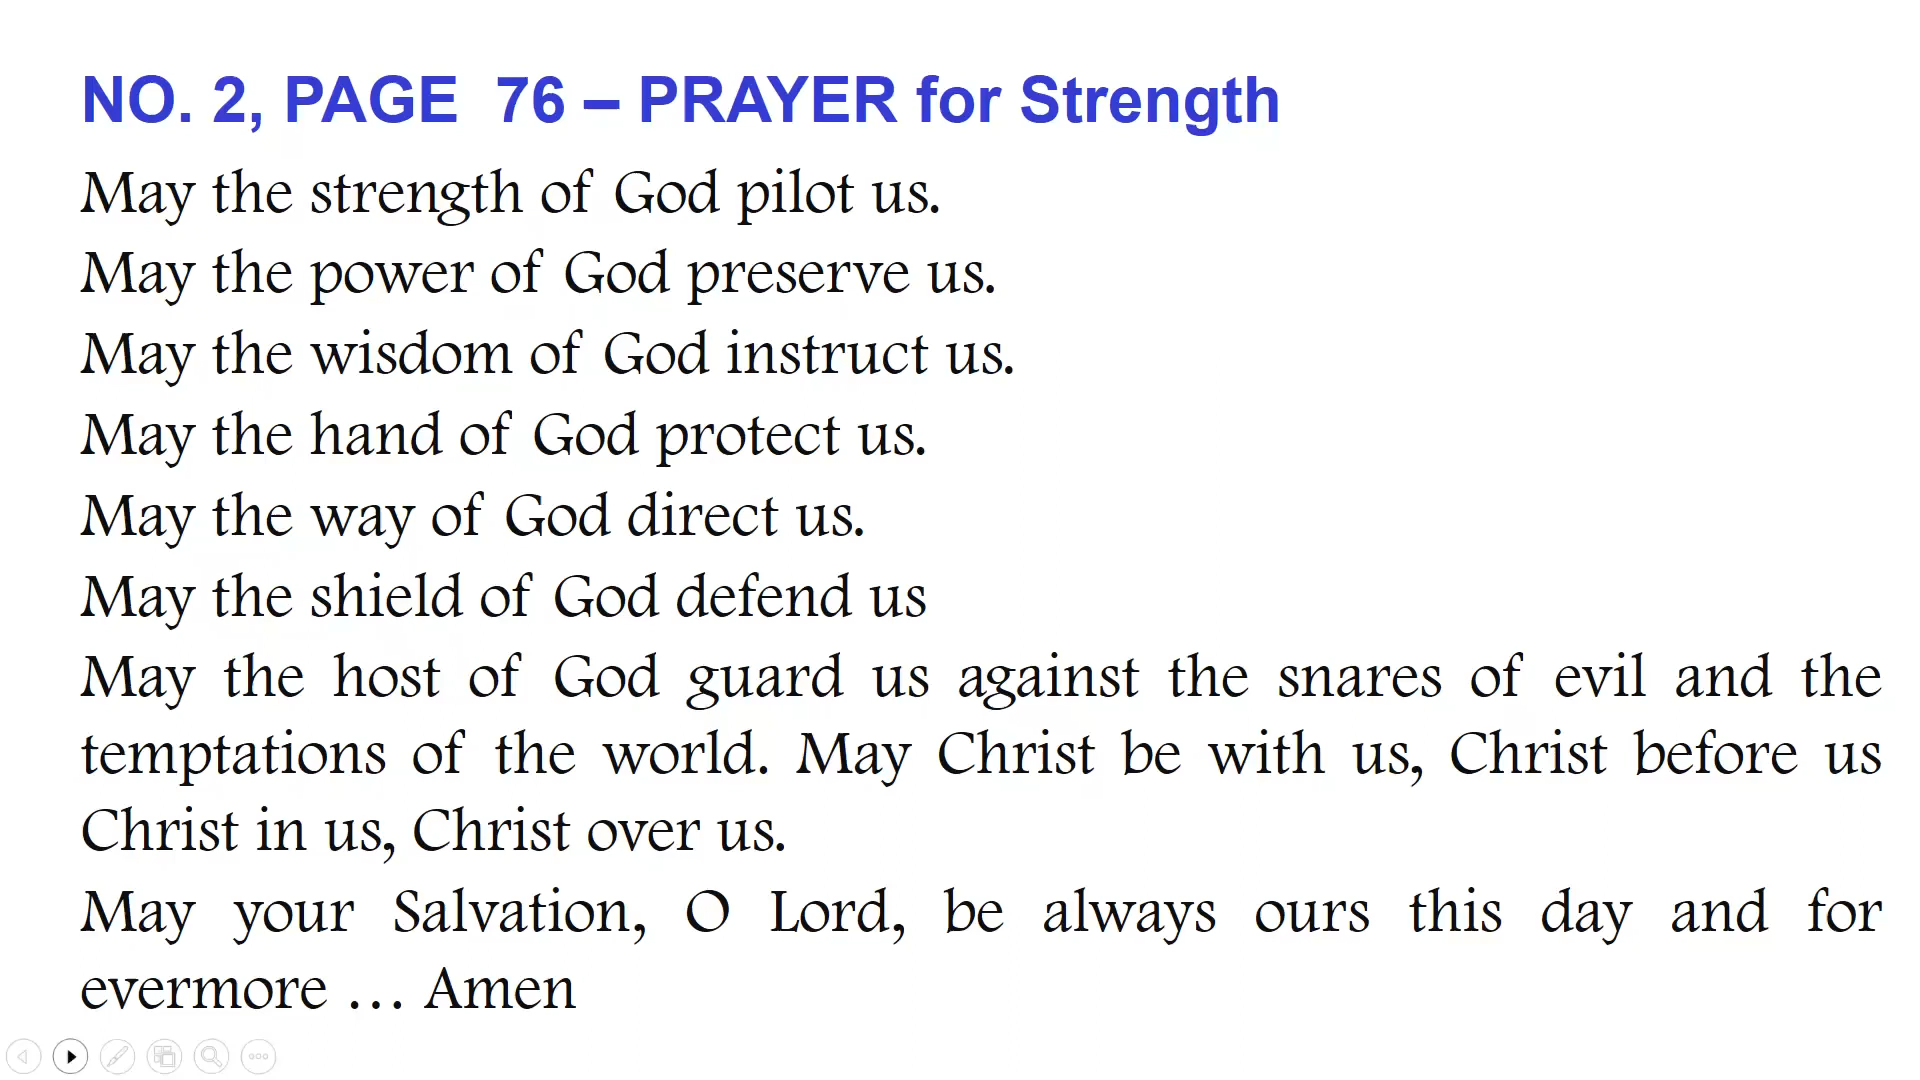 NO. 2, PAGE  76 – PRAYER for Strength
May the strength of God pilot us.
May the power of God preserve us.
May the wisdom of God instruct us.
May the hand of God protect us.
May the way of God direct us.
May the shield of God defend us
May the host of God guard us against the snares of evil and the
temptations of the world. May Christ be with us, Christ before us
Christ in us, Christ over us.
May your Salvation, O Lord, be always ours this day and for
evermore … Amen